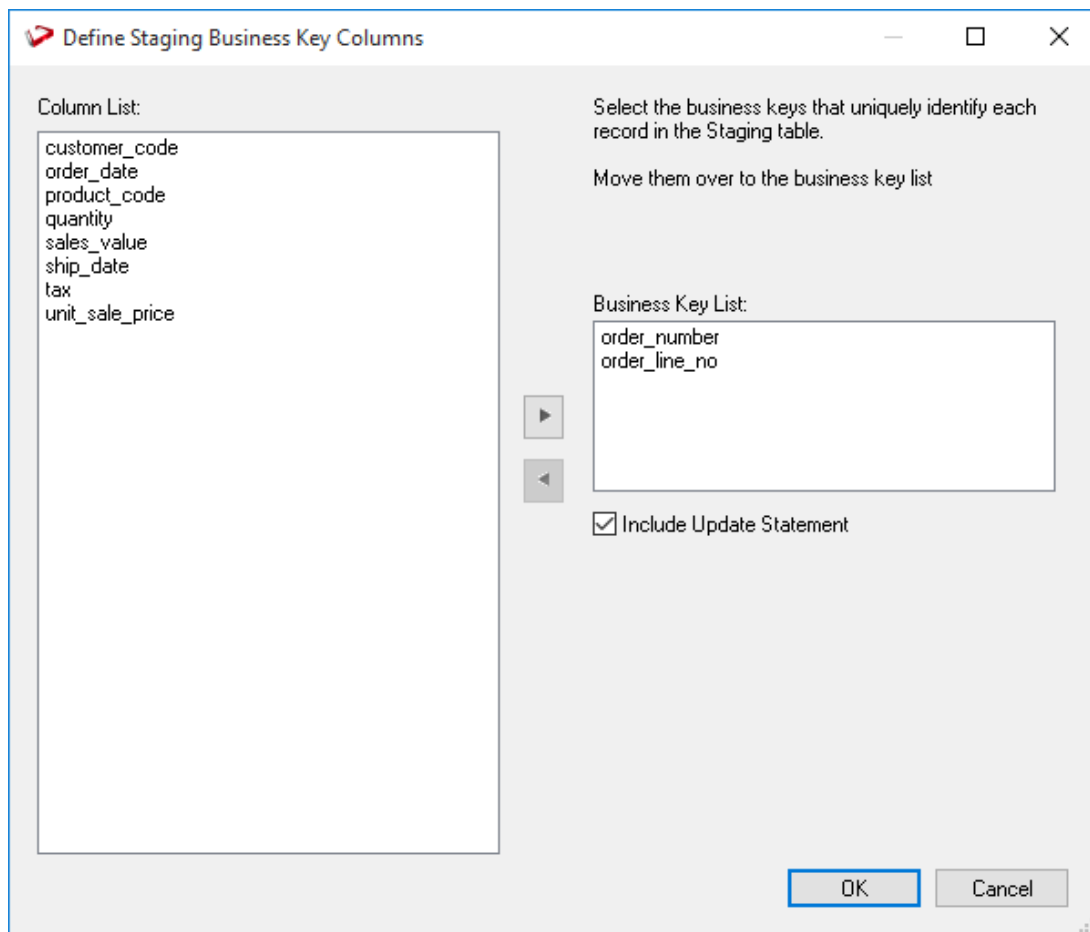 Define Staging Business Key Columns
Column List:
customer_code
order_date
product_code
quantity
sales_value
ship_date
tax
unit_sale_price
Select the business keys that uniquely identify each
record in the Staging table.
Move them over to the business key list
Business Key List:
order_number
order_line_no
Include Update Statement
OK
Cancel